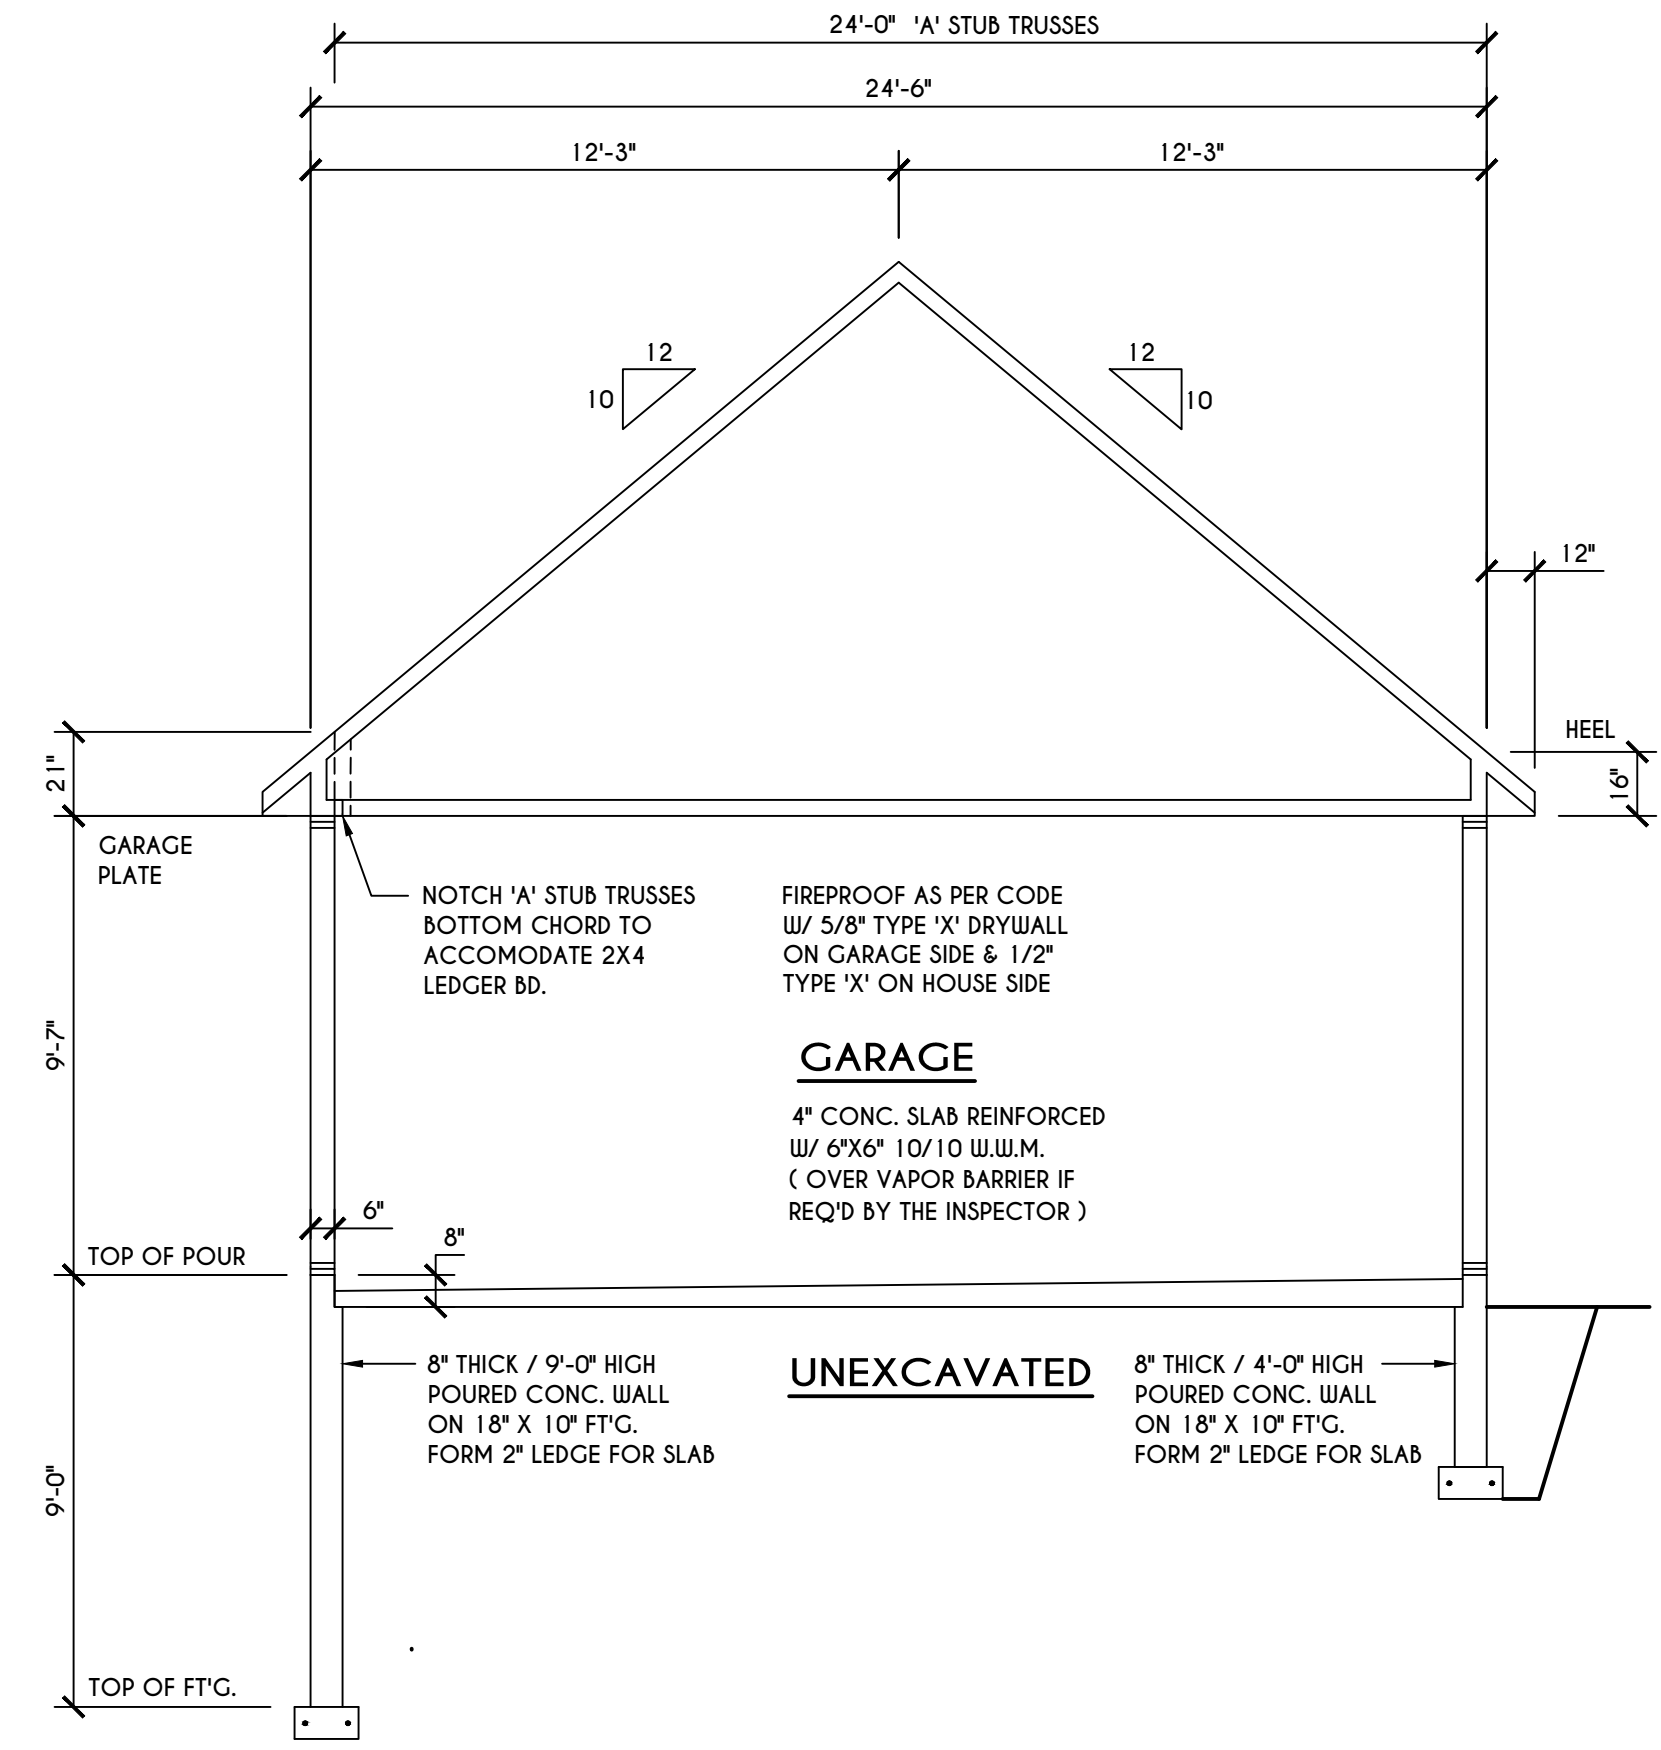 24'-0" 'A' STUB TRUSSES
24'-6"
12'-3"
12'-3"
12
10
12
10
12"
HEEL
16"
21"
GARAGE
PLATE
NOTCH 'A' STUB TRUSSES
BOTTOM CHORD TO
ACCOMODATE 2X4
LEDGER BD.
FIREPROOF AS PER CODE
W/ 5/8" TYPE 'X' DRYWALL
ON GARAGE SIDE & 1/2"
TYPE 'X' ON HOUSE SIDE
9'-7"
GARAGE
4" CONC. SLAB REINFORCED
W/ 6"X6" 10/10 W.W.M.
( OVER VAPOR BARRIER IF
REQ'D BY THE INSPECTOR )
6"
8"
TOP OF POUR
8" THICK / 9'-0" HIGH
POURED CONC. WALL
ON 18" X 10" FT'G.
FORM 2" LEDGE FOR SLAB
UNEXCAVATED
8" THICK / 4'-0" HIGH
POURED CONC. WALL
ON 18" X 10" FT'G.
FORM 2" LEDGE FOR SLAB
9'-0"
TOP OF FT'G.